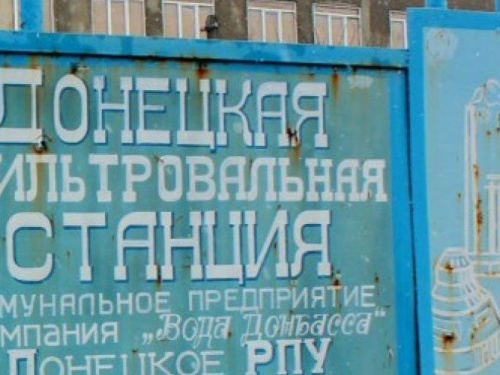 ДОНЕЦКАЯ
ИЛЬТРОВАЛЬНАЯ
СТАНЦИЯ
МУНАЛЬНОЕ ПРЕДПРИЯТИЕ
МПАНИЯ „Вода Донбасса"
ДОНЕЦКОЕ РПУ